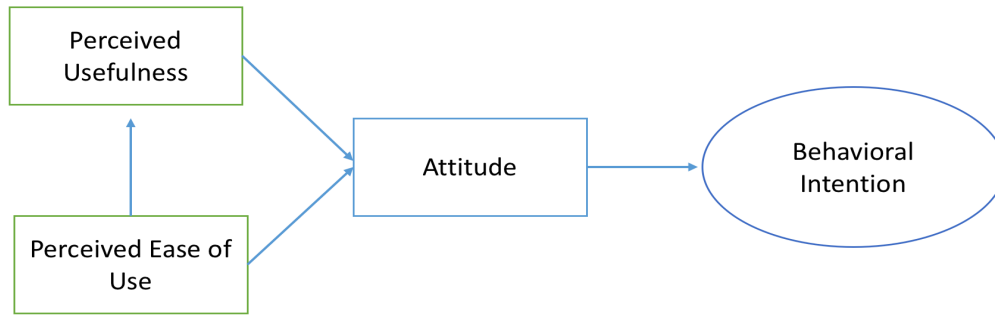 Perceived
Usefulness
Attitude
Behavioral
Intention
Perceived Ease of
Use